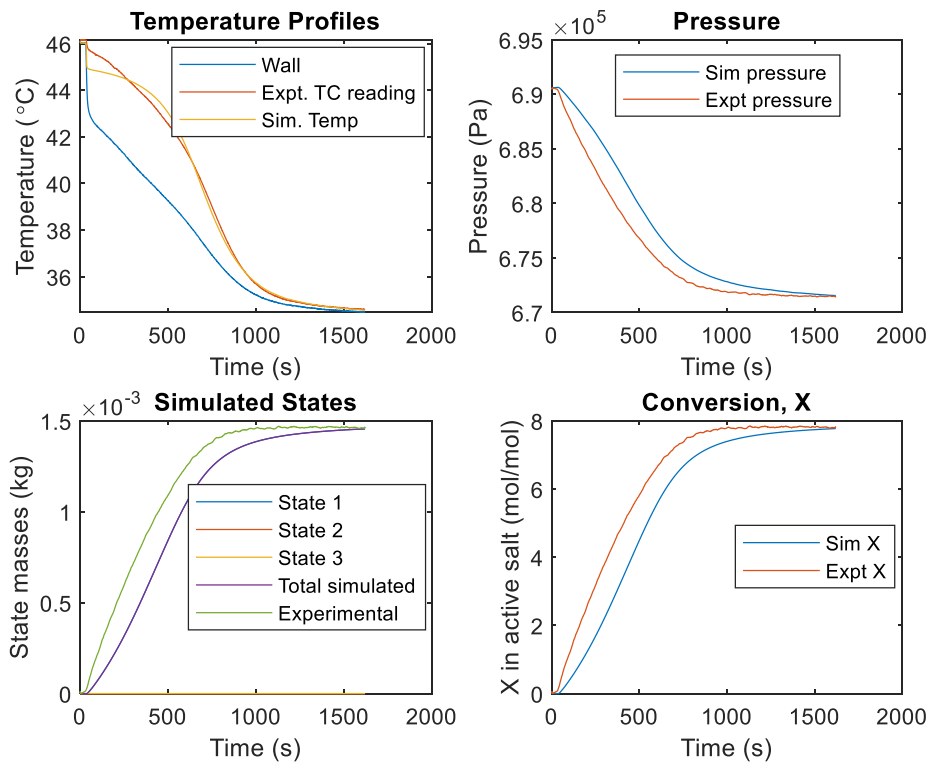 Temperature Profiles
46
44
42
40
38
36
0
500
1000
1500
2000
Temperature (°C)
Time (s)
Wall
Expt. TC reading
Sim. Temp
Pressure
×10^5
6.95
6.9
6.85
6.8
6.75
6.7
0
500
1000
1500
2000
Pressure (Pa)
Time (s)
Sim pressure
Expt pressure
Simulated States
×10^-3
1.5
1
0.5
0
0
500
1000
1500
2000
State masses (kg)
Time (s)
State 1
State 2
State 3
Total simulated
Experimental
Conversion, X
8
6
4
2
0
0
500
1000
1500
2000
X in active salt (mol/mol)
Time (s)
Sim X
Expt X